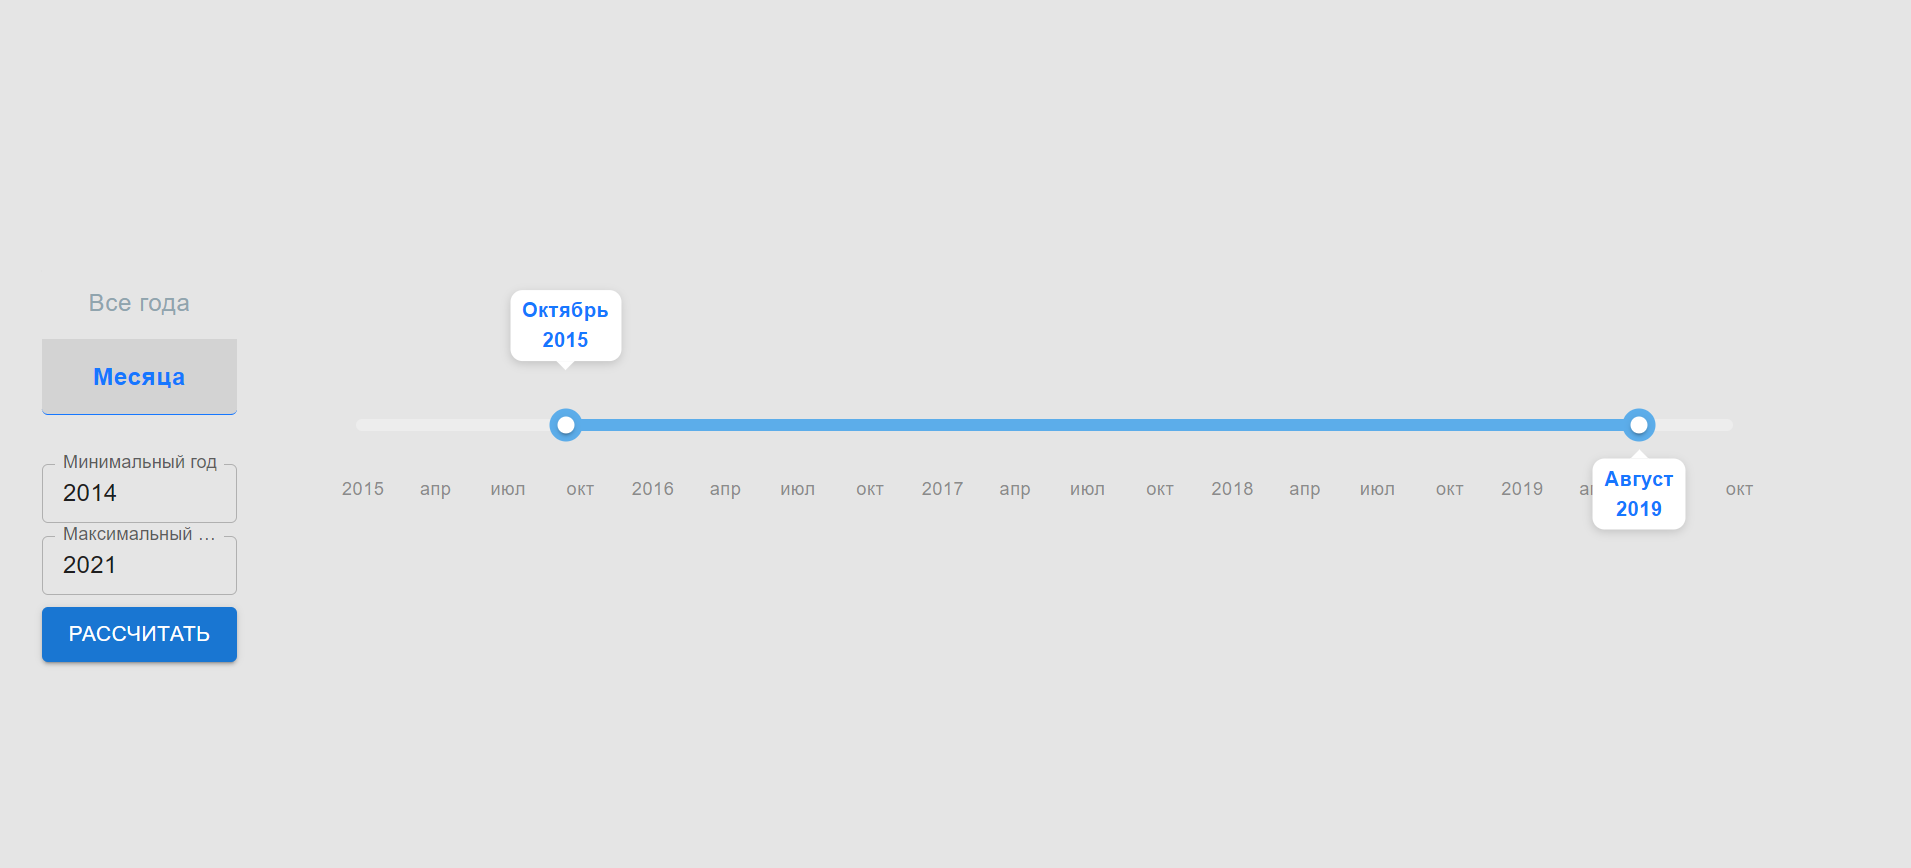 Все года
Месяца
Минимальный год
2014
Максимальный …
2021
РАССЧИТАТЬ
Октябрь
2015
2015 апр июл окт 2016 апр июл окт 2017 апр июл окт 2018 апр июл окт 2019 окт
Август
2019